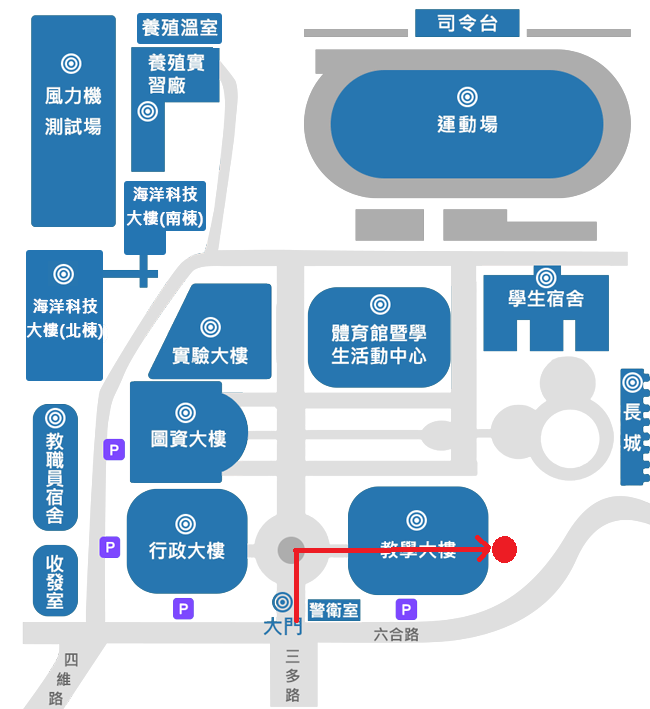 養殖溫室
司令台
養殖實
習廠
風力機
測試場
運動場
海洋科技
大樓(南棟)
海洋科技
大樓(北棟)
學生宿舍
實驗大樓
體育館暨學
生活動中心
長城
圖資大樓
P
教職員宿舍
行政大樓
教學大樓
P
收發室
P
P
警衛室
大門
六合路
三多路
四維路